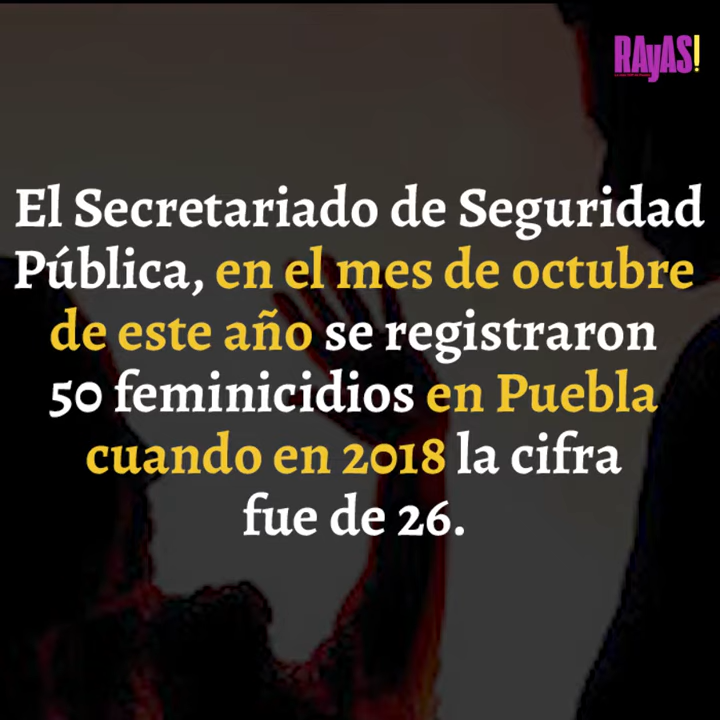 RAyAS!
El Secretariado de Seguridad
Pública, en el mes de octubre
de este año se registraron
50 feminicidios en Puebla
cuando en 2018 la cifra
fue de 26.